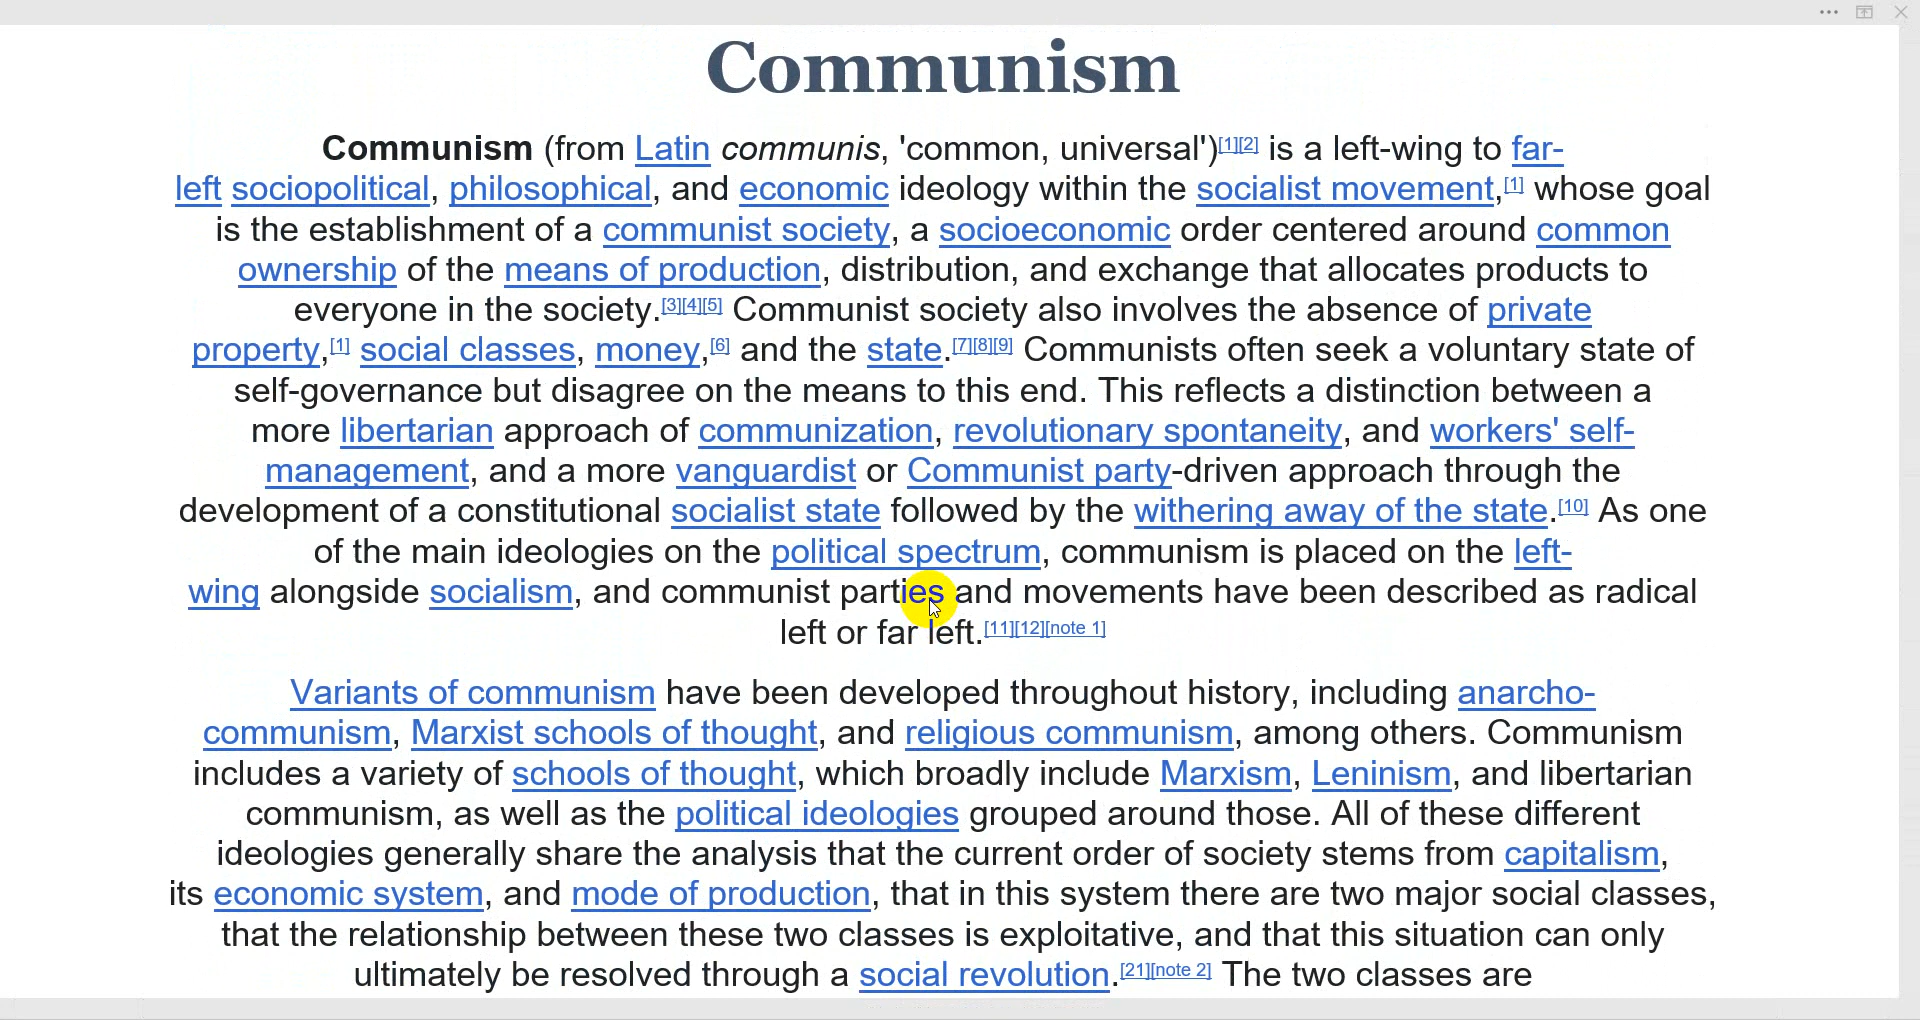 Communism
Communism (from Latin communis, 'common, universal')[1][2] is a left-wing to far-
left sociopolitical, philosophical, and economic ideology within the socialist movement,[1] whose goal
is the establishment of a communist society, a socioeconomic order centered around common
ownership of the means of production, distribution, and exchange that allocates products to
everyone in the society.[3][4][5] Communist society also involves the absence of private
property,[1] social classes, money,[6] and the state.[7][8][9] Communists often seek a voluntary state of
self-governance but disagree on the means to this end. This reflects a distinction between a
more libertarian approach of communization, revolutionary spontaneity, and workers' self-
management, and a more vanguardist or Communist party-driven approach through the
development of a constitutional socialist state followed by the withering away of the state.[10] As one
of the main ideologies on the political spectrum, communism is placed on the left-
wing alongside socialism, and communist parties and movements have been described as radical
left or far left.[11][12][note 1]
Variants of communism have been developed throughout history, including anarcho-
communism, Marxist schools of thought, and religious communism, among others. Communism
includes a variety of schools of thought, which broadly include Marxism, Leninism, and libertarian
communism, as well as the political ideologies grouped around those. All of these different
ideologies generally share the analysis that the current order of society stems from capitalism,
its economic system, and mode of production, that in this system there are two major social classes,
that the relationship between these two classes is exploitative, and that this situation can only
ultimately be resolved through a social revolution.[21][note 2] The two classes are